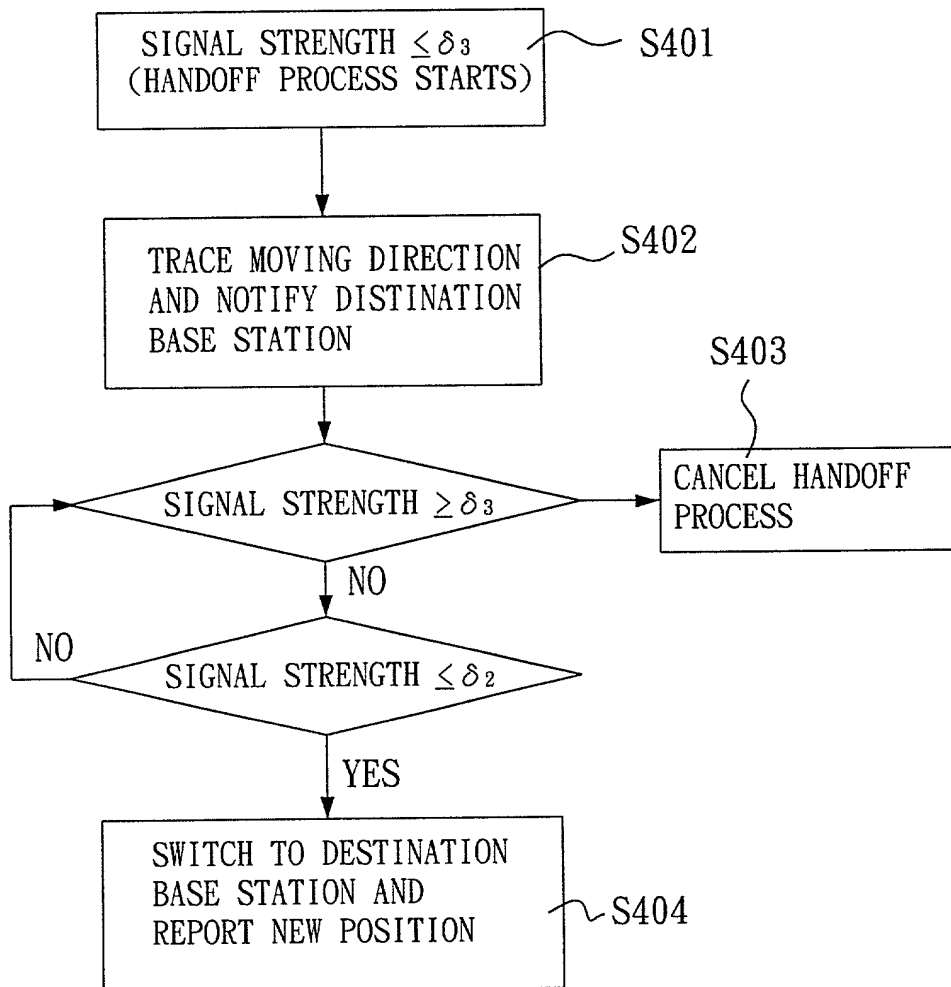 SIGNAL STRENGTH ≤ δ3
(HANDOFF PROCESS STARTS)
S401
TRACE MOVING DIRECTION
AND NOTIFY DISTINATION
BASE STATION
S402
S403
CANCEL HANDOFF
PROCESS
SIGNAL STRENGTH ≥ δ3
NO
NO
SIGNAL STRENGTH ≤ δ2
YES
SWITCH TO DESTINATION
BASE STATION AND
REPORT NEW POSITION
S404